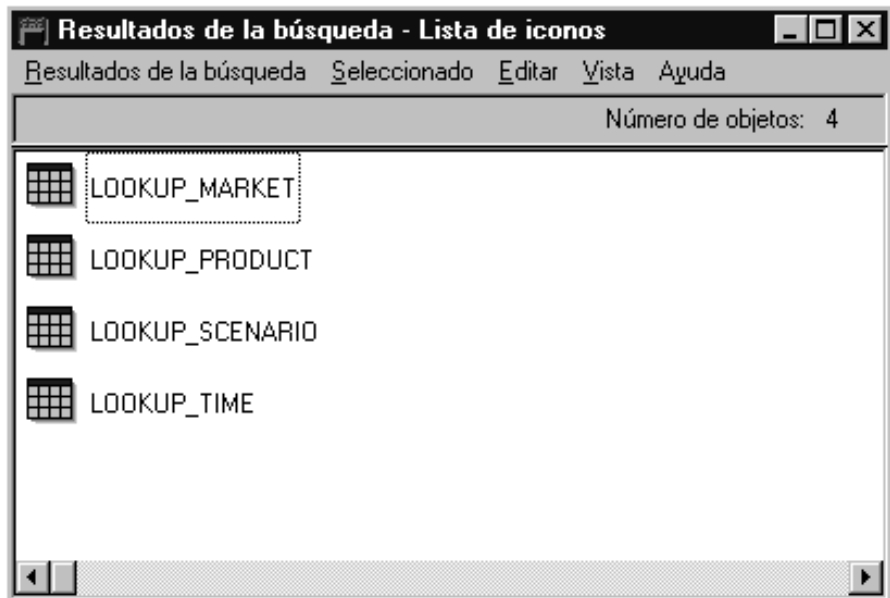 Resultados de la búsqueda - Lista de iconos
Resultados de la búsqueda Seleccionado Editar Vista Ayuda
Número de objetos: 4
LOOKUP_MARKET
LOOKUP_PRODUCT
LOOKUP_SCENARIO
LOOKUP_TIME